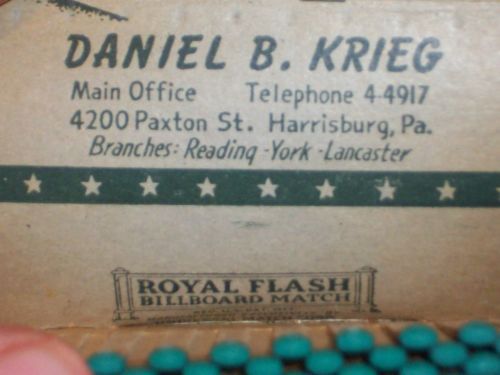 DANIEL B. KRIEG
Main Office Telephone 4-4917
4200 Paxton St. Harrisburg, Pa.
Branches: Reading -York -Lancaster
ROYAL FLASH
BILLBOARD MATCH